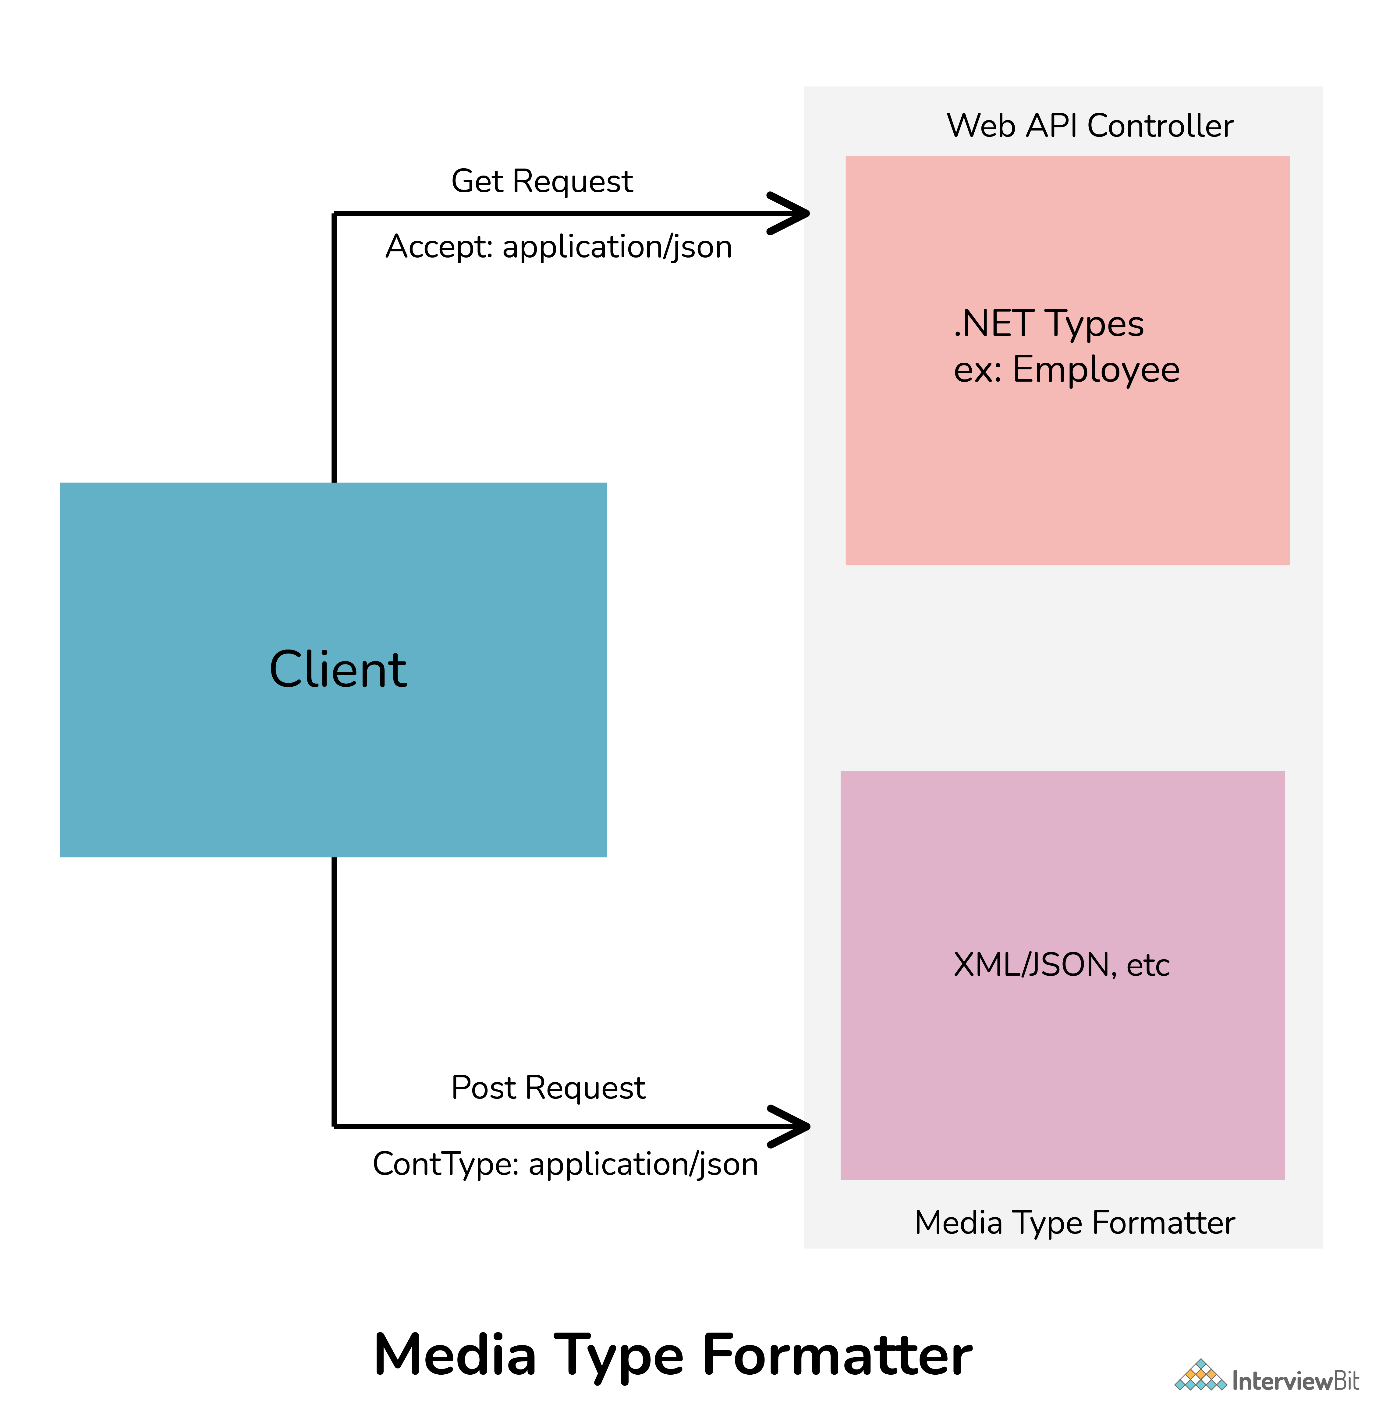 Web API Controller
Get Request
Accept: application/json
.NET Types
ex: Employee
Client
XML/JSON, etc
Post Request
ContType: application/json
Media Type Formatter
Media Type Formatter
InterviewBit